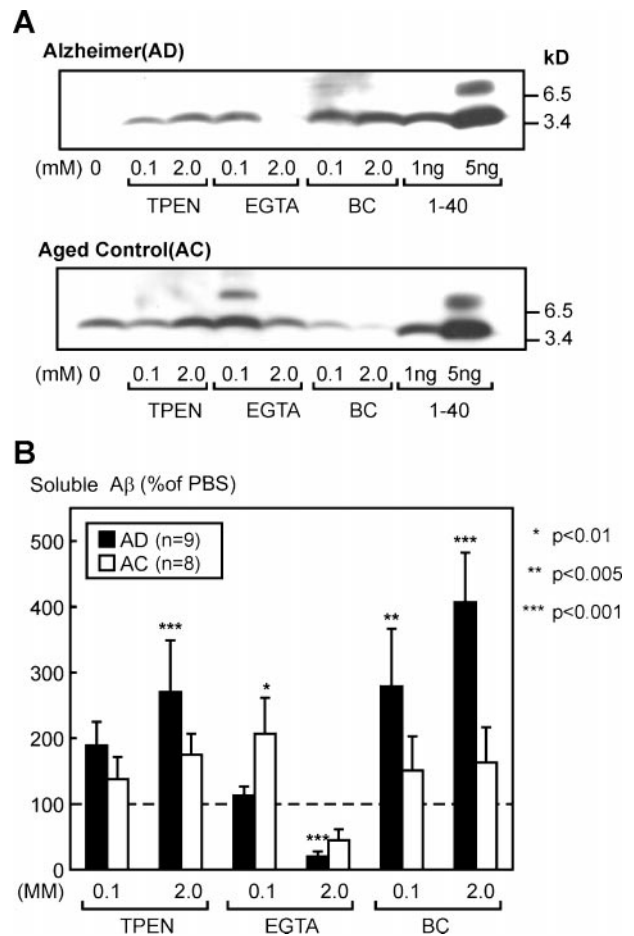 A
Alzheimer(AD)
kD
6.5
3.4
(mM) 0 0.1 2.0 0.1 2.0 0.1 2.0 1ng 5ng
TPEN EGTA BC 1-40
Aged Control(AC)
6.5
3.4
(mM) 0 0.1 2.0 0.1 2.0 0.1 2.0 1ng 5ng
TPEN EGTA BC 1-40
B
Soluble Aβ (%of PBS)
500
400
300
200
100
0
AD (n=9)
AC (n=8)
*** * *** ** ***
* p<0.01
** p<0.005
*** p<0.001
(MM) 0.1 2.0 0.1 2.0 0.1 2.0
TPEN EGTA BC